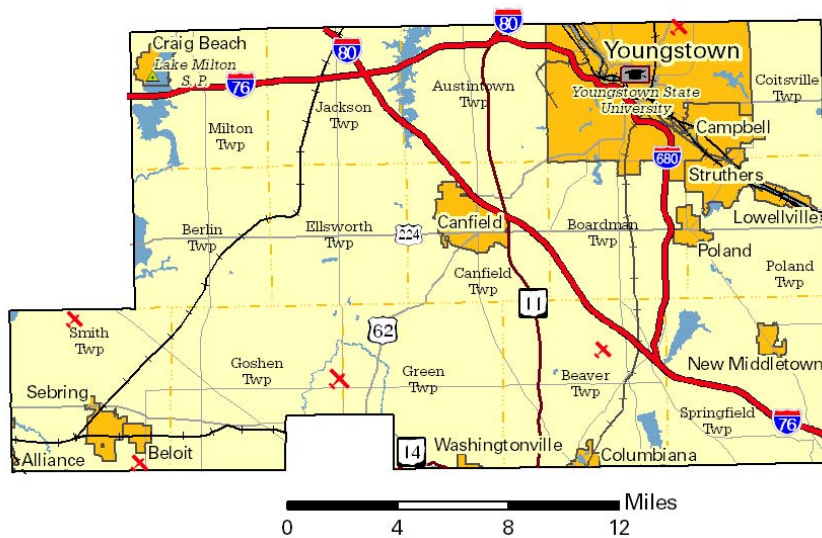 80
Craig Beach
80
Youngstown
Lake Milton
S.P.
76
Austintown
Twp
Coitsville
Twp
Jackson
Twp
Youngstown State
University
Milton
Twp
Campbell
680
Struthers
Lowellville
Berlin
Twp
Ellsworth
Twp
224
Canfield
Boardman
Twp
Poland
Canfield
Twp
Poland
Twp
11
62
Smith
Twp
New Middletown
Goshen
Twp
Green
Twp
Beaver
Twp
Sebring
Springfield
Twp
76
Alliance
Beloit
14
Washingtonville
Columbiana
Miles
0 4 8 12